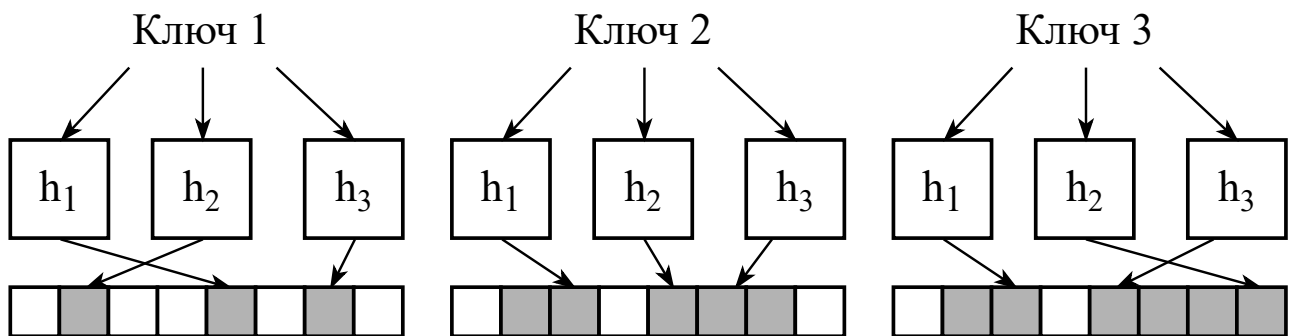 Ключ 1 Ключ 2 Ключ 3
h₁ h₂ h₃ h₁ h₂ h₃ h₁ h₂ h₃